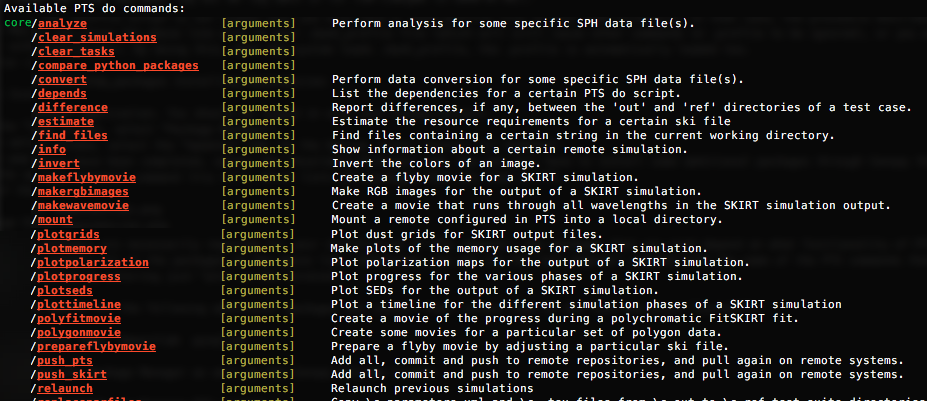 Available PTS do commands:
core/analyze [arguments] Perform analysis for some specific SPH data file(s).
/clear_simulations [arguments]
/clear_tasks [arguments]
/compare_python_packages [arguments]
/convert [arguments] Perform data conversion for some specific SPH data file(s).
/depends [arguments] List the dependencies for a certain PTS do script.
/difference [arguments] Report differences, if any, between the 'out' and 'ref' directories of a test case.
/estimate [arguments] Estimate the resource requirements for a certain ski file
/find_files [arguments] Find files containing a certain string in the current working directory.
/info [arguments] Show information about a certain remote simulation.
/invert [arguments] Invert the colors of an image.
/makeflybymovie [arguments] Create a flyby movie for a SKIRT simulation.
/makergbimages [arguments] Make RGB images for the output of a SKIRT simulation.
/makewavemovie [arguments] Create a movie that runs through all wavelengths in the SKIRT simulation output.
/mount [arguments] Mount a remote configured in PTS into a local directory.
/plotgrids [arguments] Plot dust grids for SKIRT output files.
/plotmemory [arguments] Make plots of the memory usage for a SKIRT simulation.
/plotpolarization [arguments] Plot polarization maps for the output of a SKIRT simulation.
/plotprogress [arguments] Plot progress for the various phases of a SKIRT simulation.
/plotseds [arguments] Plot SEDs for the output of a SKIRT simulation.
/plottimeline [arguments] Plot a timeline for the different simulation phases of a SKIRT simulation
/polyfitmovie [arguments] Create a movie of the progress during a polychromatic FitSKIRT fit.
/polygonmovie [arguments] Create some movies for a particular set of polygon data.
/prepareflybymovie [arguments] Prepare a flyby movie by adjusting a particular ski file.
/push_pts [arguments] Add all, commit and push to remote repositories, and pull again on remote systems.
/push_skirt [arguments] Add all, commit and push to remote repositories, and pull again on remote systems.
/relaunch [arguments] Relaunch previous simulations